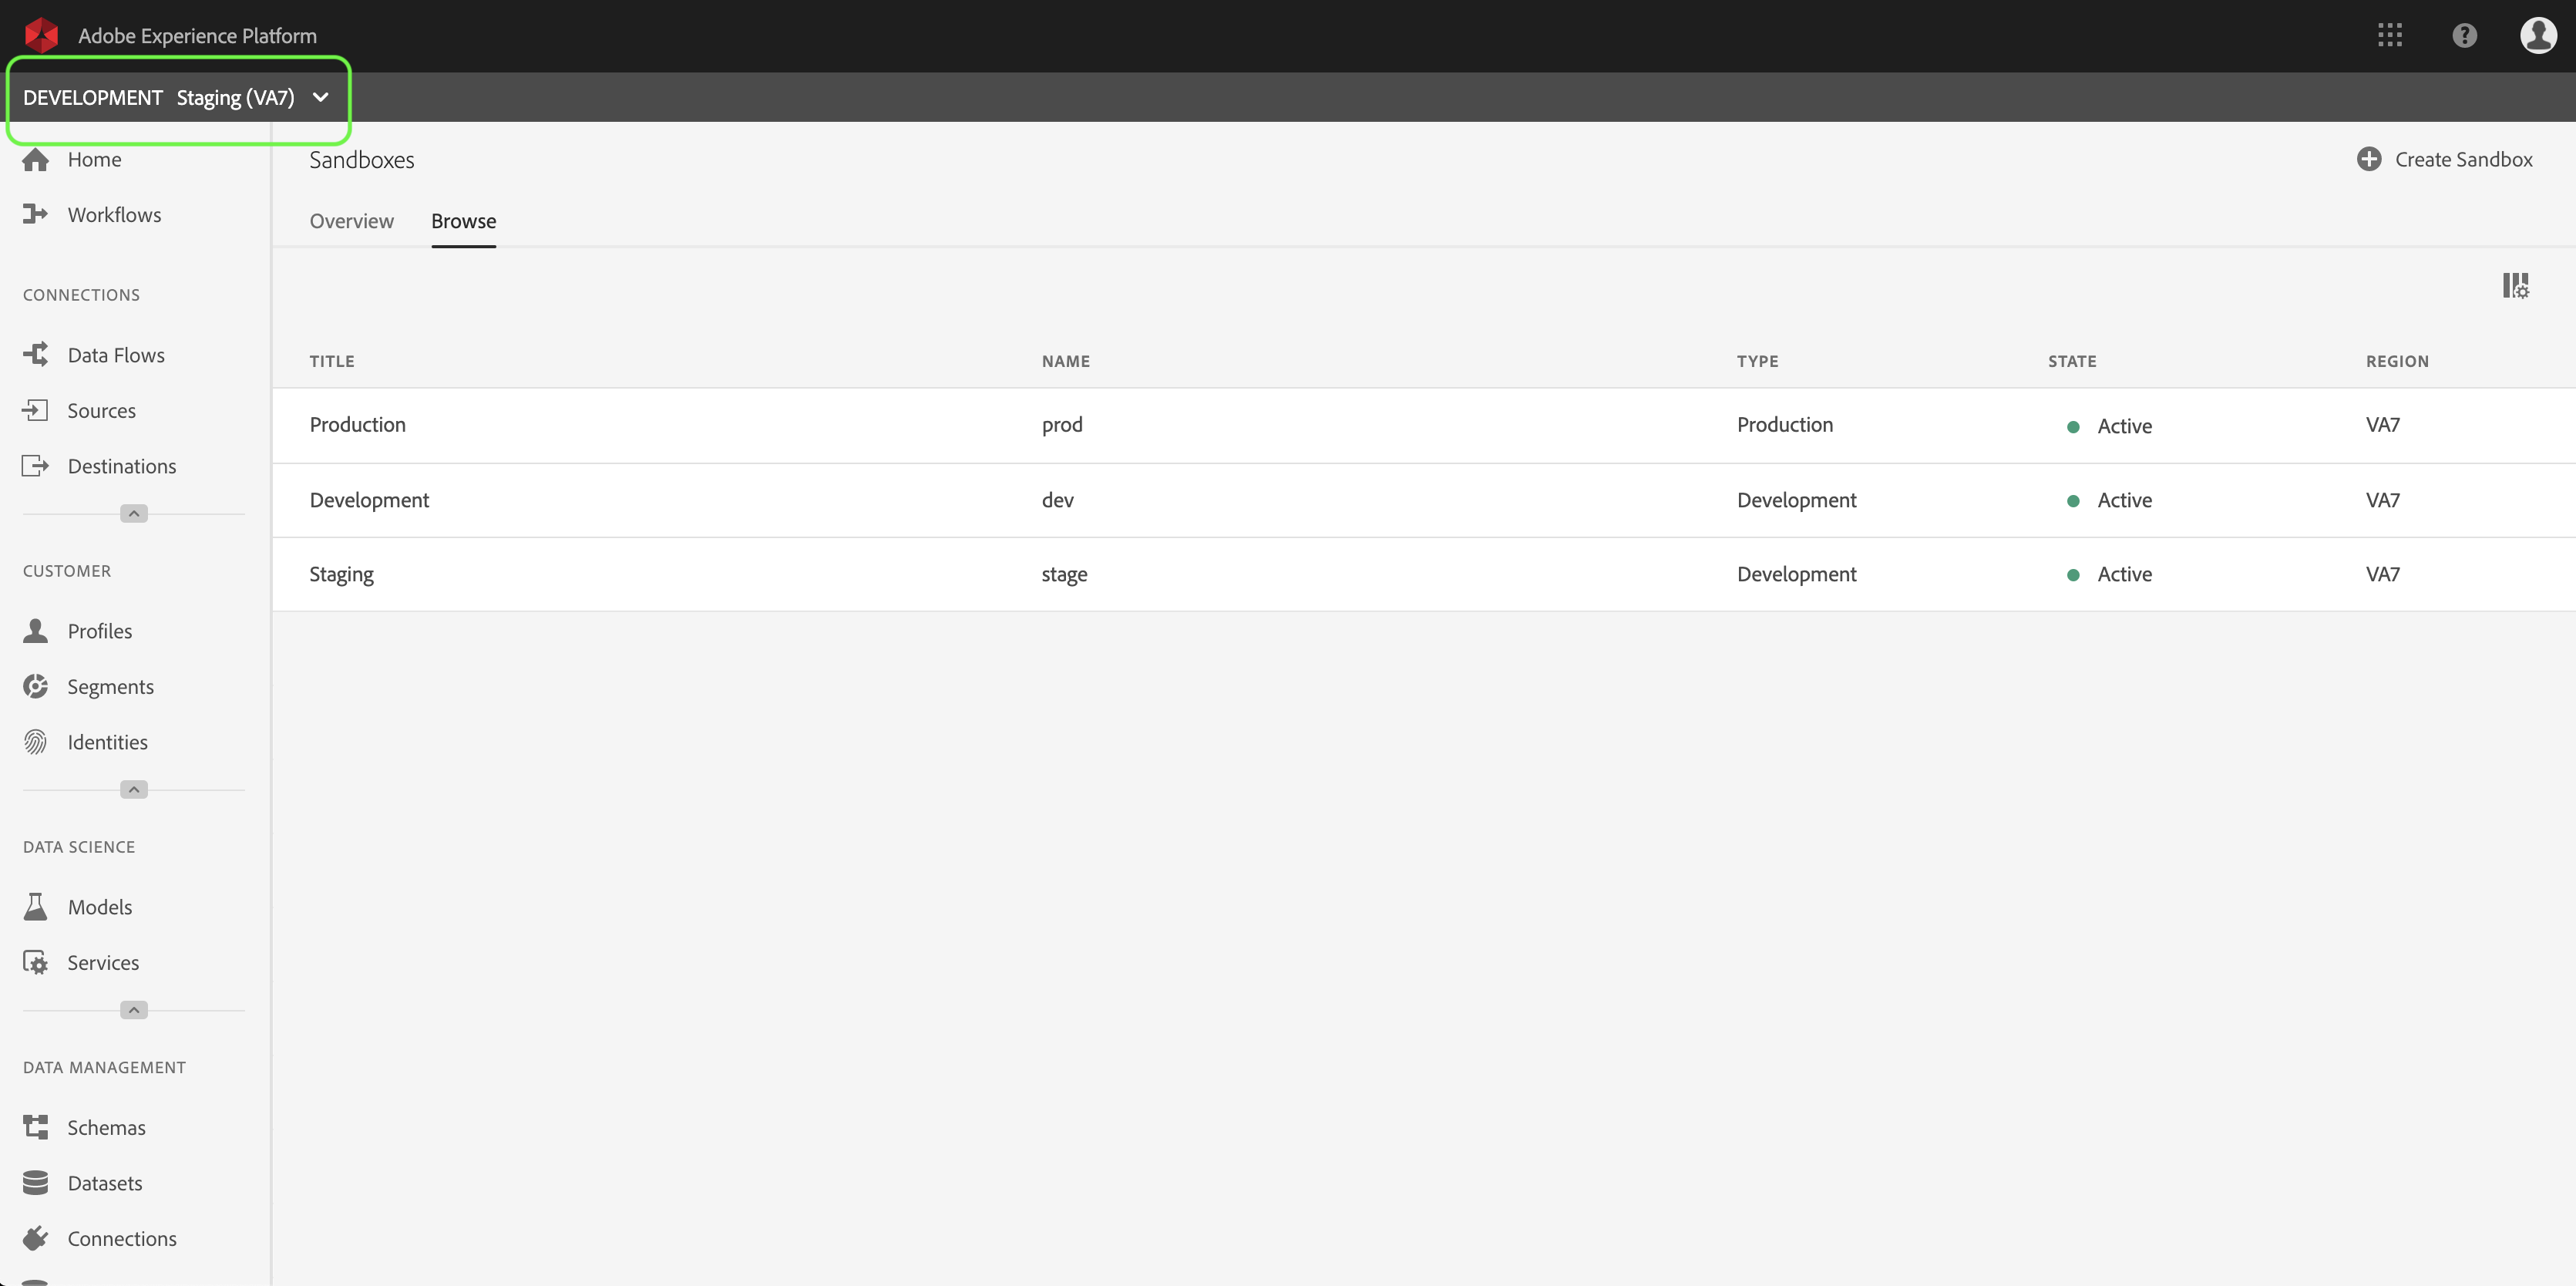 Adobe Experience Platform
?
DEVELOPMENT Staging (VA7)
Home
Workflows
CONNECTIONS
Data Flows
Sources
Destinations
CUSTOMER
Profiles
Segments
Identities
DATA SCIENCE
Models
Services
DATA MANAGEMENT
Schemas
Datasets
Connections
Sandboxes
Create Sandbox
Overview Browse
TITLE NAME TYPE STATE REGION
Production prod Production Active VA7
Development dev Development Active VA7
Staging stage Development Active VA7